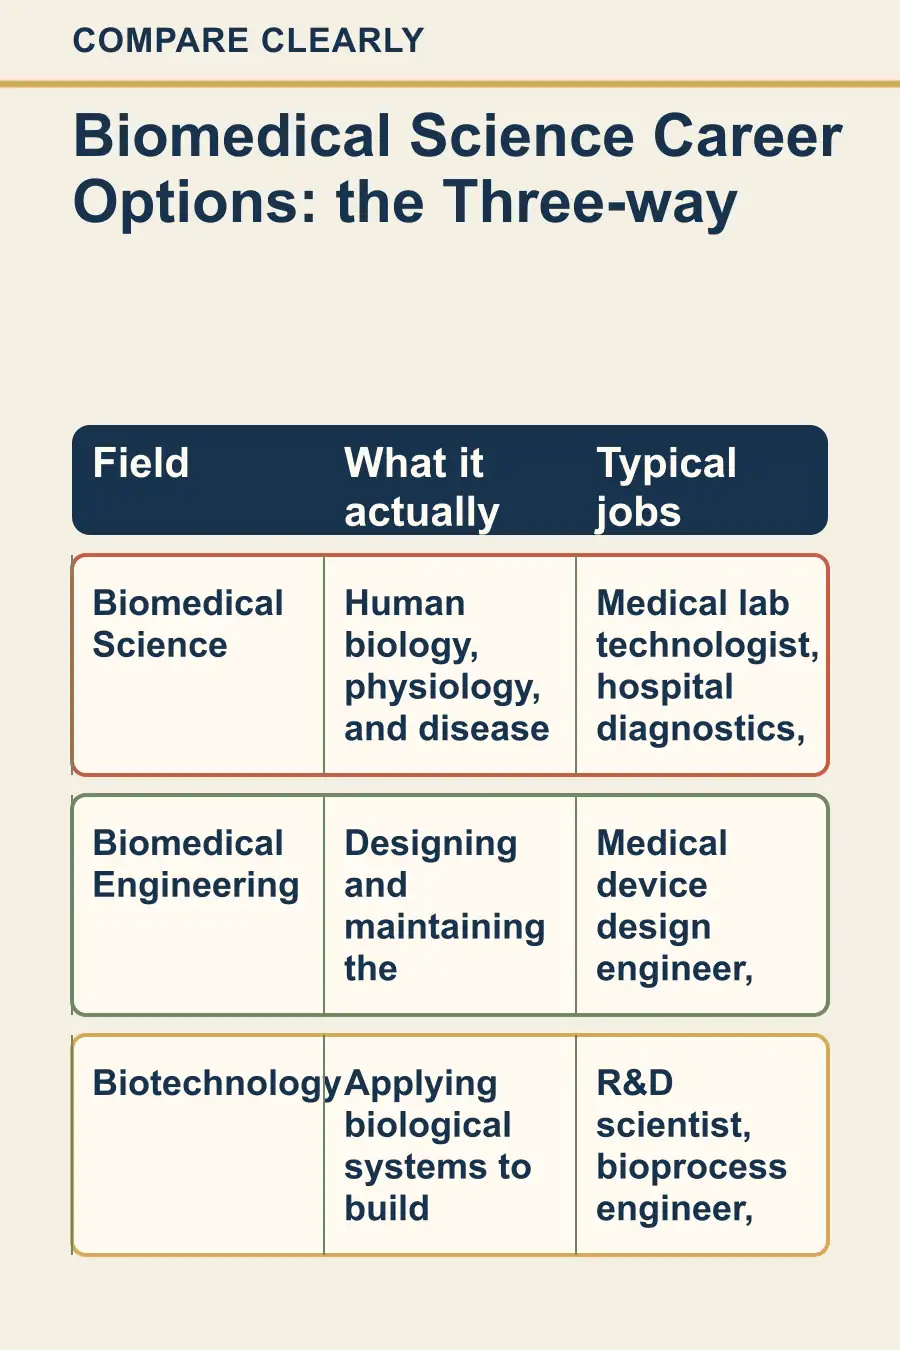 COMPARE CLEARLY
Biomedical Science Career
Options: the Three-way
Field
What it
actually
Typical
jobs
Biomedical
Science
Human
biology,
physiology,
and disease
Medical lab
technologist,
hospital
diagnostics,
Biomedical
Engineering
Designing
and
maintaining
the
Medical
device
design
engineer,
Biotechnology
Applying
biological
systems to
build
R&D
scientist,
bioprocess
engineer,